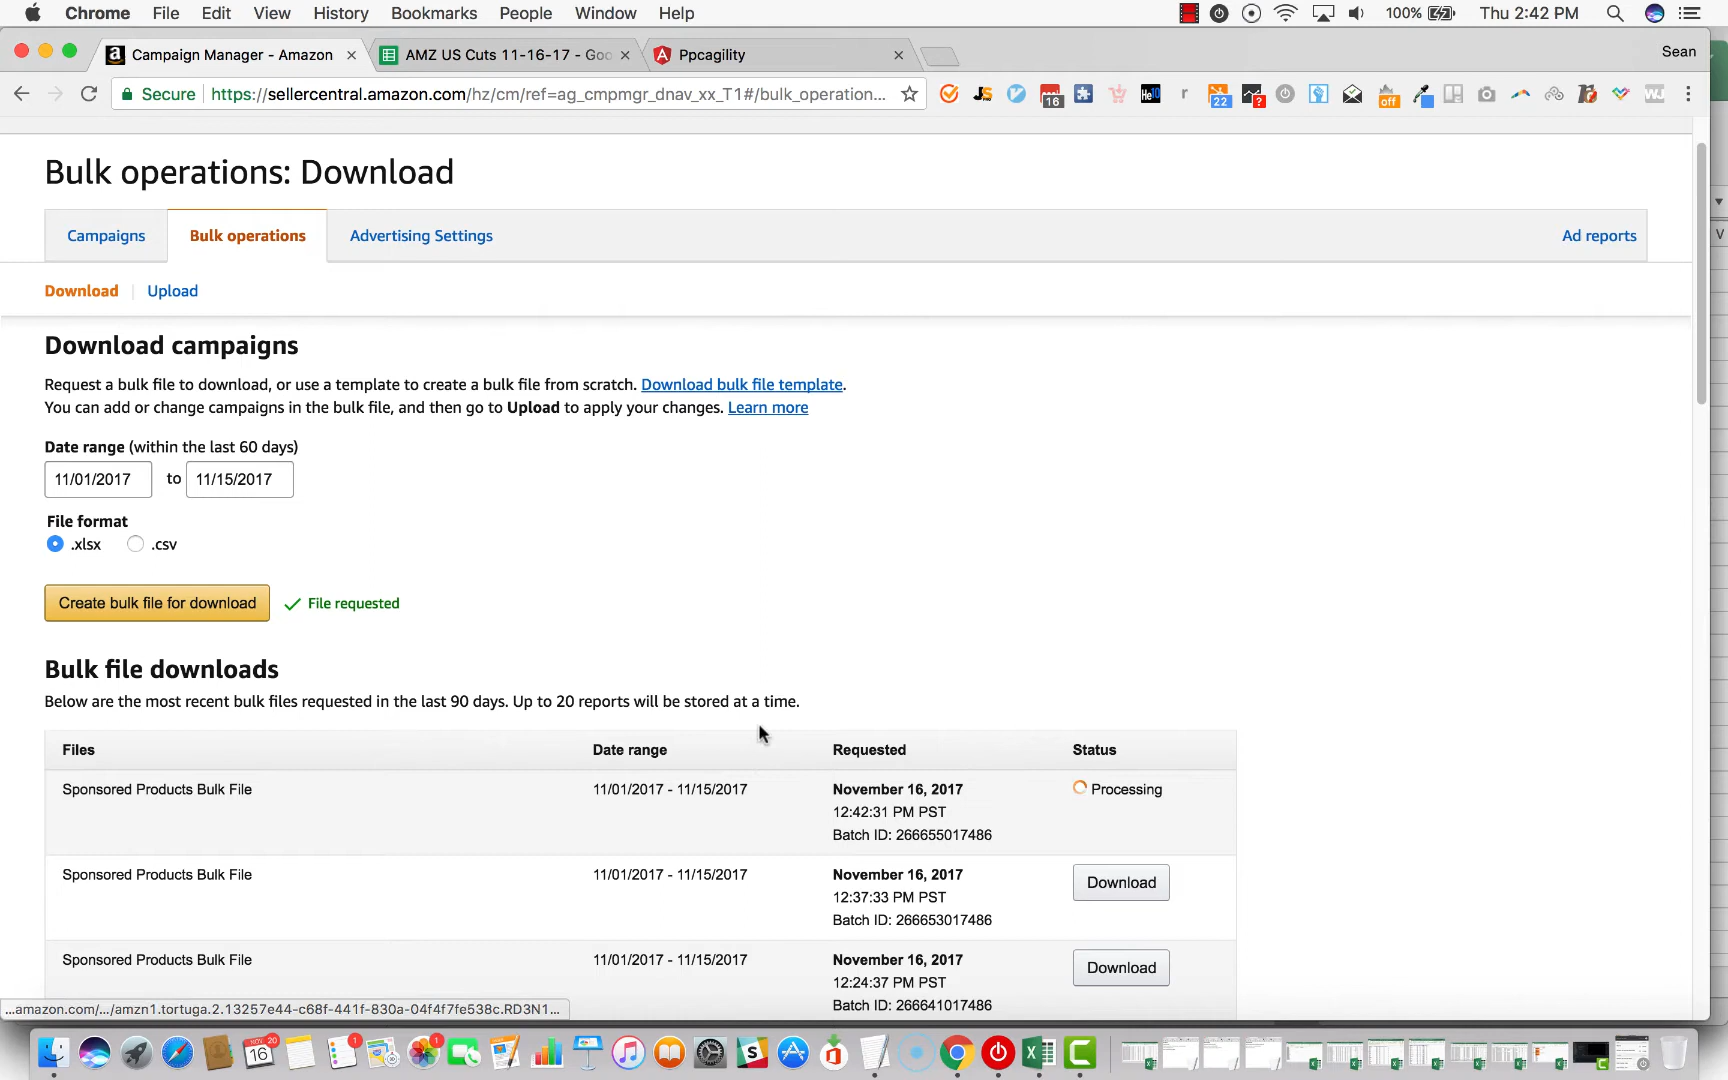 Chrome File Edit View History Bookmarks People Window Help 100% Thu 2:42 PM
Campaign Manager - Amazon AMZ US Cuts 11-16-17 - Goo Ppcagility Sean
Secure https://sellercentral.amazon.com/hz/cm/ref=ag_cmpmgr_dnav_xx_T1#/bulk_operation...
JS 16 He10 r 22 ? off WJ
Bulk operations: Download
Campaigns Bulk operations Advertising Settings Ad reports
Download Upload
Download campaigns
Request a bulk file to download, or use a template to create a bulk file from scratch. Download bulk file template.
You can add or change campaigns in the bulk file, and then go to Upload to apply your changes. Learn more
Date range (within the last 60 days)
11/01/2017 to 11/15/2017
File format
.xlsx .csv
Create bulk file for download File requested
Bulk file downloads
Below are the most recent bulk files requested in the last 90 days. Up to 20 reports will be stored at a time.
Files Date range Requested Status
Sponsored Products Bulk File 11/01/2017 - 11/15/2017 November 16, 2017 Processing
12:42:31 PM PST
Batch ID: 266655017486
Sponsored Products Bulk File 11/01/2017 - 11/15/2017 November 16, 2017 Download
12:37:33 PM PST
Batch ID: 266653017486
Sponsored Products Bulk File 11/01/2017 - 11/15/2017 November 16, 2017 Download
12:24:37 PM PST
Batch ID: 266641017486
...amazon.com/.../amzn1.tortuga.2.13257e44-c68f-441f-830a-04f4f7fe538c.RD3N1...
NOV 20 16 1 1 S C
V